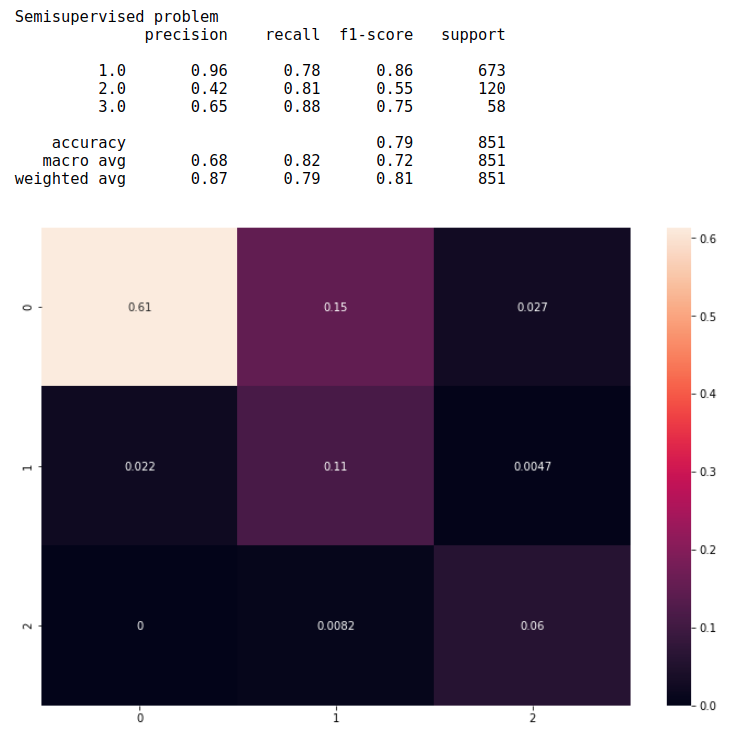 Semisupervised problem
precision recall f1-score support
1.0 0.96 0.78 0.86 673
2.0 0.42 0.81 0.55 120
3.0 0.65 0.88 0.75 58
accuracy 0.79 851
macro avg 0.68 0.82 0.72 851
weighted avg 0.87 0.79 0.81 851
0 0.61 0.15 0.027
1 0.022 0.11 0.0047
2 0 0.0082 0.06
0 1 2
0.6
0.5
0.4
0.3
0.2
0.1
0.0